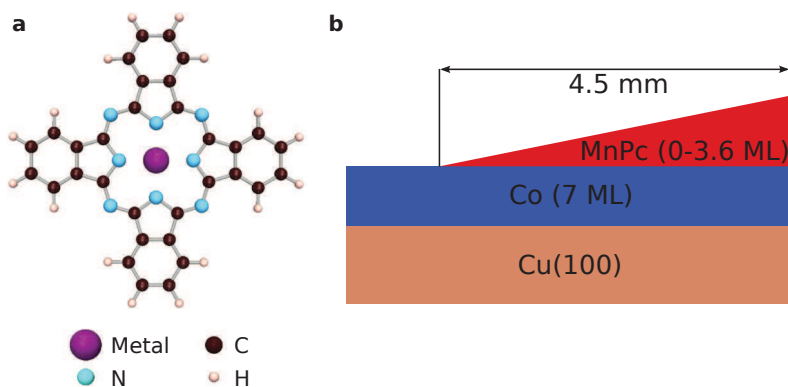 a
b
4.5 mm
MnPc (0-3.6 ML)
Co (7 ML)
Cu(100)
Metal
C
N
H